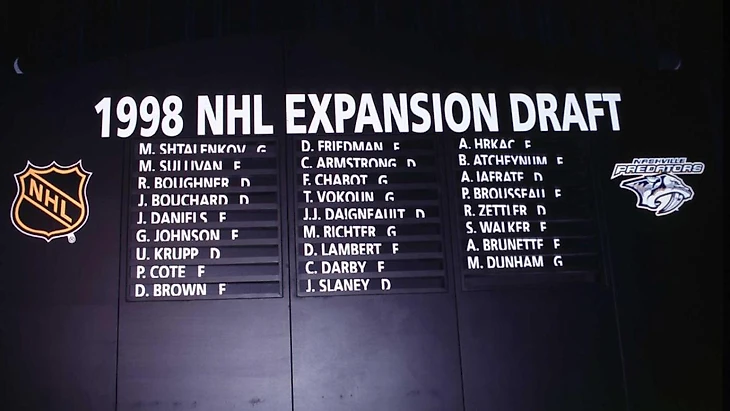 1998 NHL EXPANSION DRAFT
M. SHTALENKOV G
M. SULLIVAN F
R. BOUGHNER D
J. BOUCHARD D
J. DANIELS F
G. JOHNSON F
U. KRUPP D
P. COTE F
D. BROWN F
D. FRIEDMAN F
C. ARMSTRONG D
F. CHABOT G
T. VOKOUN G
J.J. DAIGNEAULT D
M. RICHTER G
D. LAMBERT F
C. DARBY F
J. SLANEY D
A. HRKAC F
B. ATCHEYNUM F
A. IAFRATE D
P. BROUSSEAU F
R. ZETTLER D
S. WALKER F
A. BRUNETTE F
M. DUNHAM G
NHL
NASHVILLE
PREDATORS